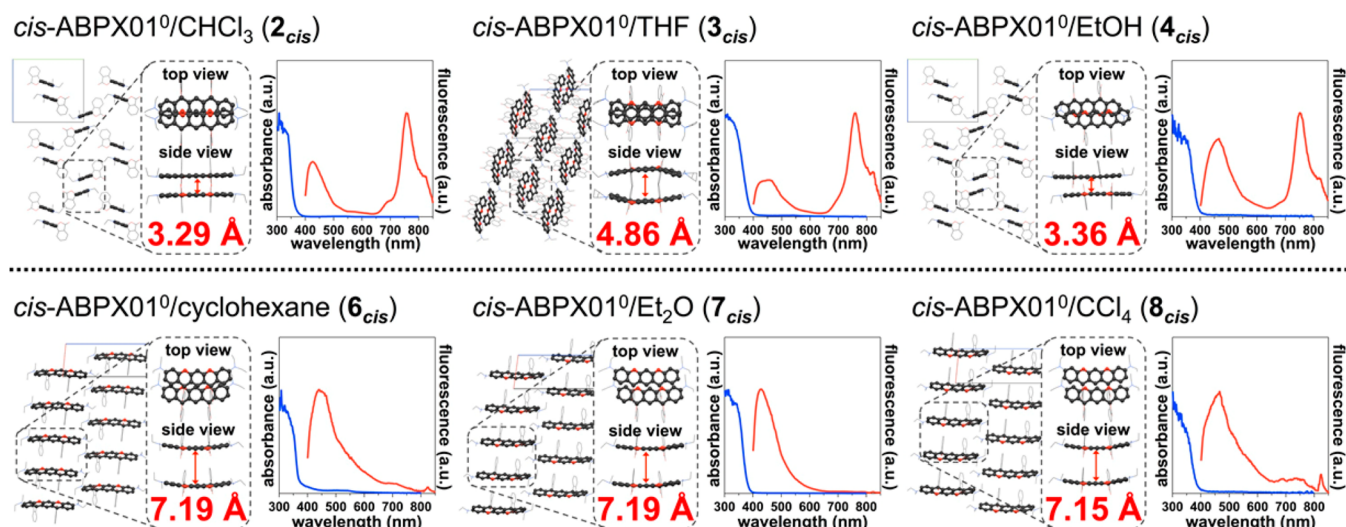 cis-ABPX01⁰/CHCl₃ (2cis)
top view
side view
3.29 Å
absorbance (a.u.)
fluorescence (a.u.)
300 400 500 600 700 800
wavelength (nm)
cis-ABPX01⁰/THF (3cis)
top view
side view
4.86 Å
absorbance (a.u.)
fluorescence (a.u.)
300 400 500 600 700 800
wavelength (nm)
cis-ABPX01⁰/EtOH (4cis)
top view
side view
3.36 Å
absorbance (a.u.)
fluorescence (a.u.)
300 400 500 600 700 800
wavelength (nm)
cis-ABPX01⁰/cyclohexane (6cis)
top view
side view
7.19 Å
absorbance (a.u.)
fluorescence (a.u.)
300 400 500 600 700 800
wavelength (nm)
cis-ABPX01⁰/Et₂O (7cis)
top view
side view
7.19 Å
absorbance (a.u.)
fluorescence (a.u.)
300 400 500 600 700 800
wavelength (nm)
cis-ABPX01⁰/CCl₄ (8cis)
top view
side view
7.15 Å
absorbance (a.u.)
fluorescence (a.u.)
300 400 500 600 700 800
wavelength (nm)